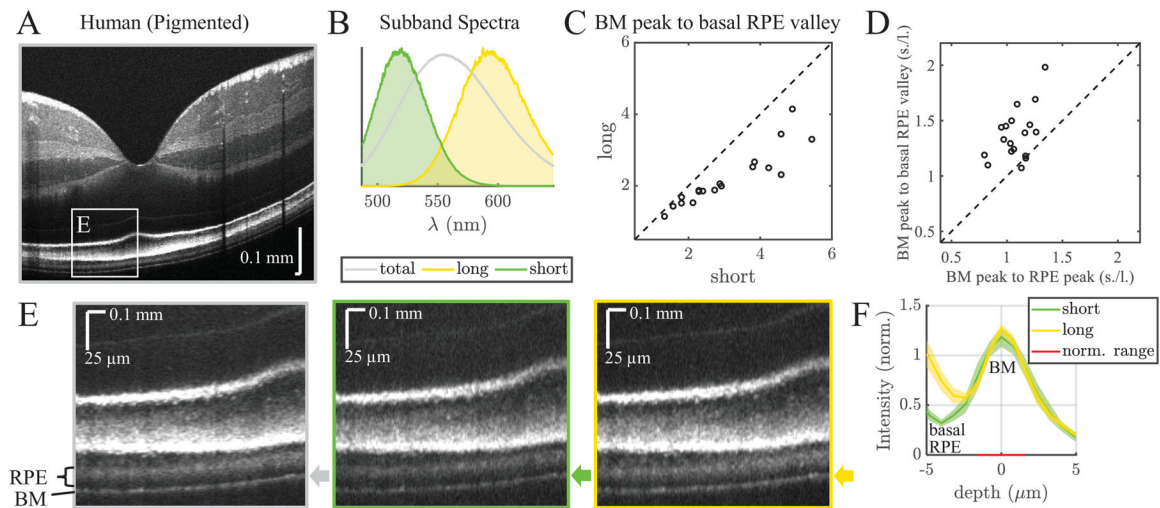 A Human (Pigmented)
E
0.1 mm
B Subband Spectra
500 550 600
λ (nm)
total long short
C BM peak to basal RPE valley
long
6
4
2
2 4 6
short
D
BM peak to basal RPE valley (s./l.)
2
1.5
1
0.5
0.5 1 1.5 2
BM peak to RPE peak (s./l.)
E
0.1 mm
25 µm
RPE
BM
0.1 mm
25 µm
0.1 mm
25 µm
F
Intensity (norm.)
1.5
1
0.5
0
short
long
norm. range
BM
basal
RPE
-5 0 5
depth (µm)